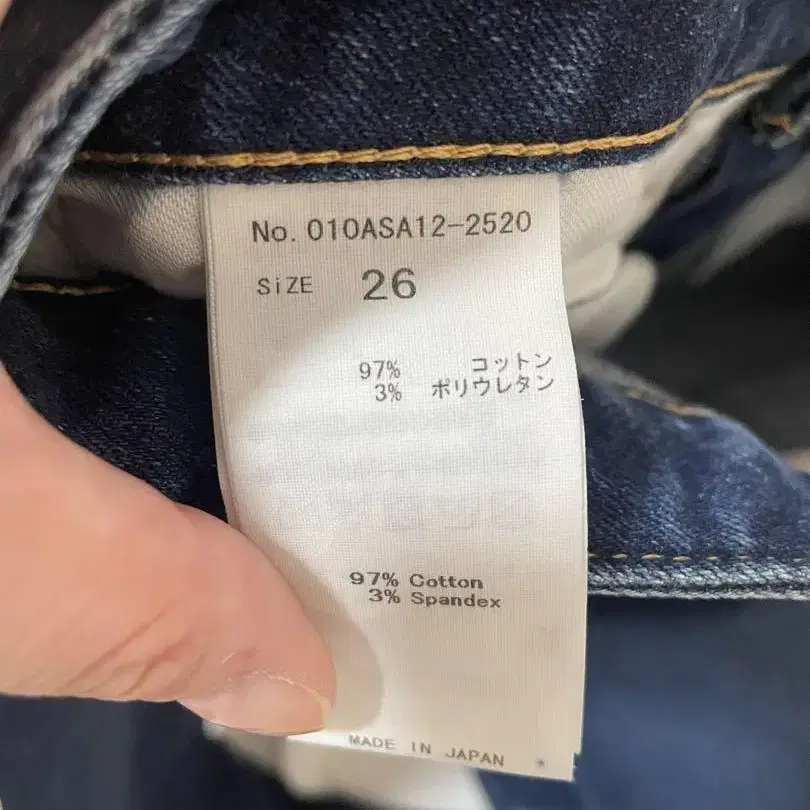 No. 010ASA12-2520
SiZE 26
97% コットン
3% ポリウレタン
97% Cotton
3% Spandex
MADE IN JAPAN